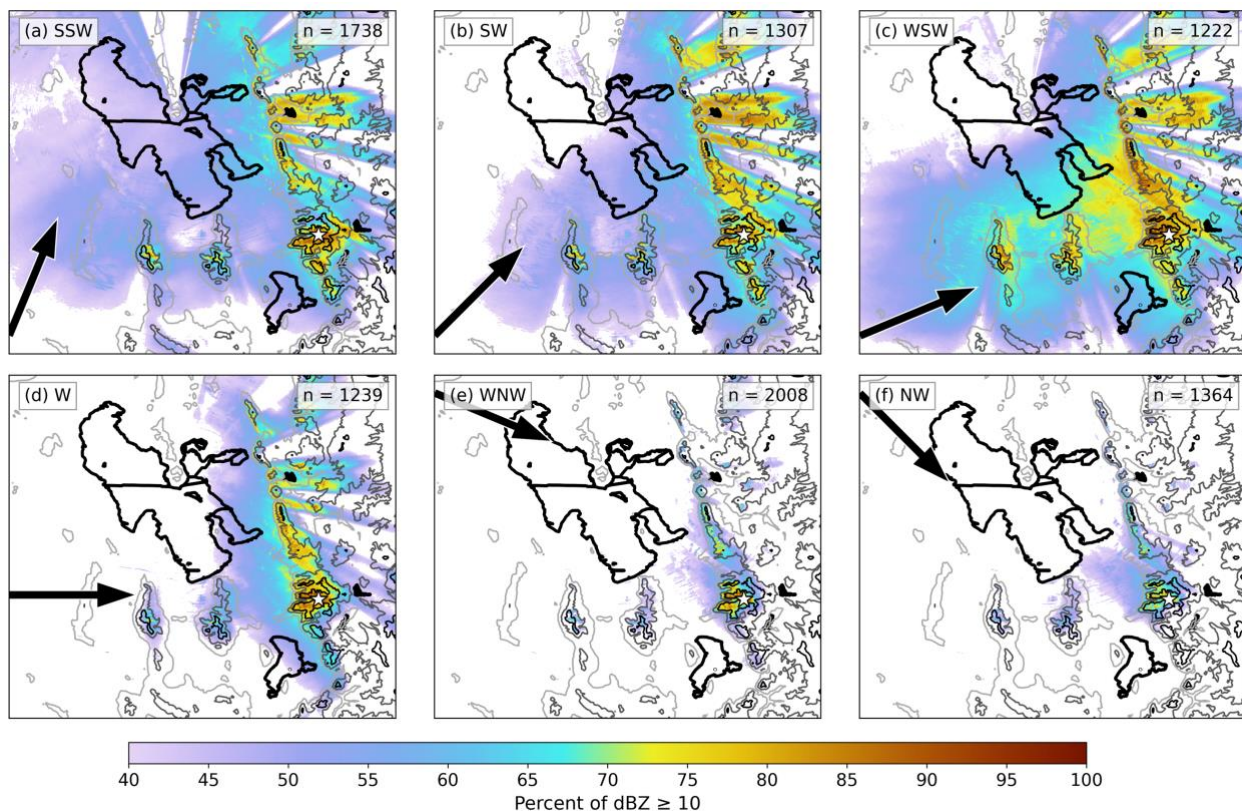 (a) SSW n = 1738
(b) SW n = 1307
(c) WSW n = 1222
(d) W n = 1239
(e) WNW n = 2008
(f) NW n = 1364
40 45 50 55 60 65 70 75 80 85 90 95 100
Percent of dBZ ≥ 10